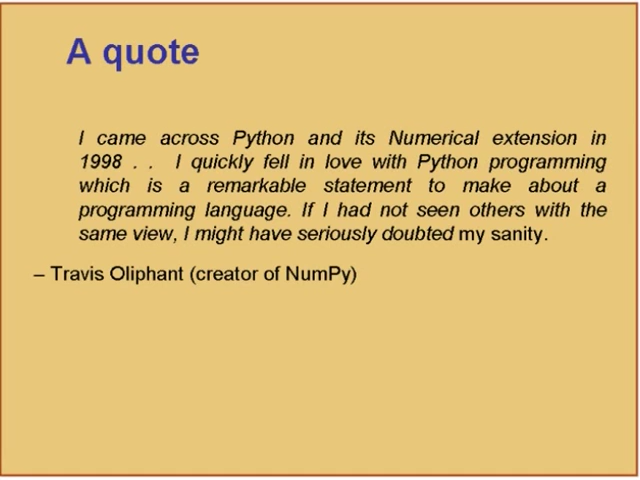 A quote
I came across Python and its Numerical extension in
1998 . . I quickly fell in love with Python programming
which is a remarkable statement to make about a
programming language. If I had not seen others with the
same view, I might have seriously doubted my sanity.
– Travis Oliphant (creator of NumPy)